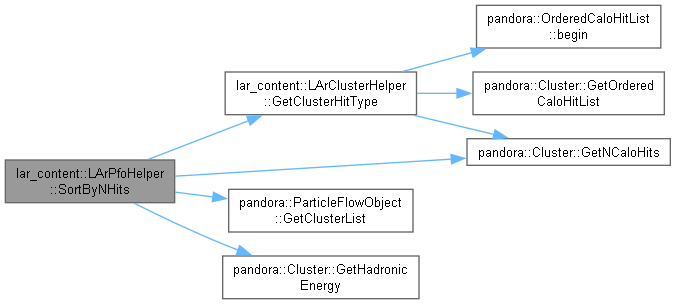 pandora::OrderedCaloHitList
::begin
lar_content::LArClusterHelper
::GetClusterHitType
pandora::Cluster::GetOrdered
CaloHitList
pandora::Cluster::GetNCaloHits
lar_content::LArPfoHelper
::SortByNHits
pandora::ParticleFlowObject
::GetClusterList
pandora::Cluster::GetHadronic
Energy